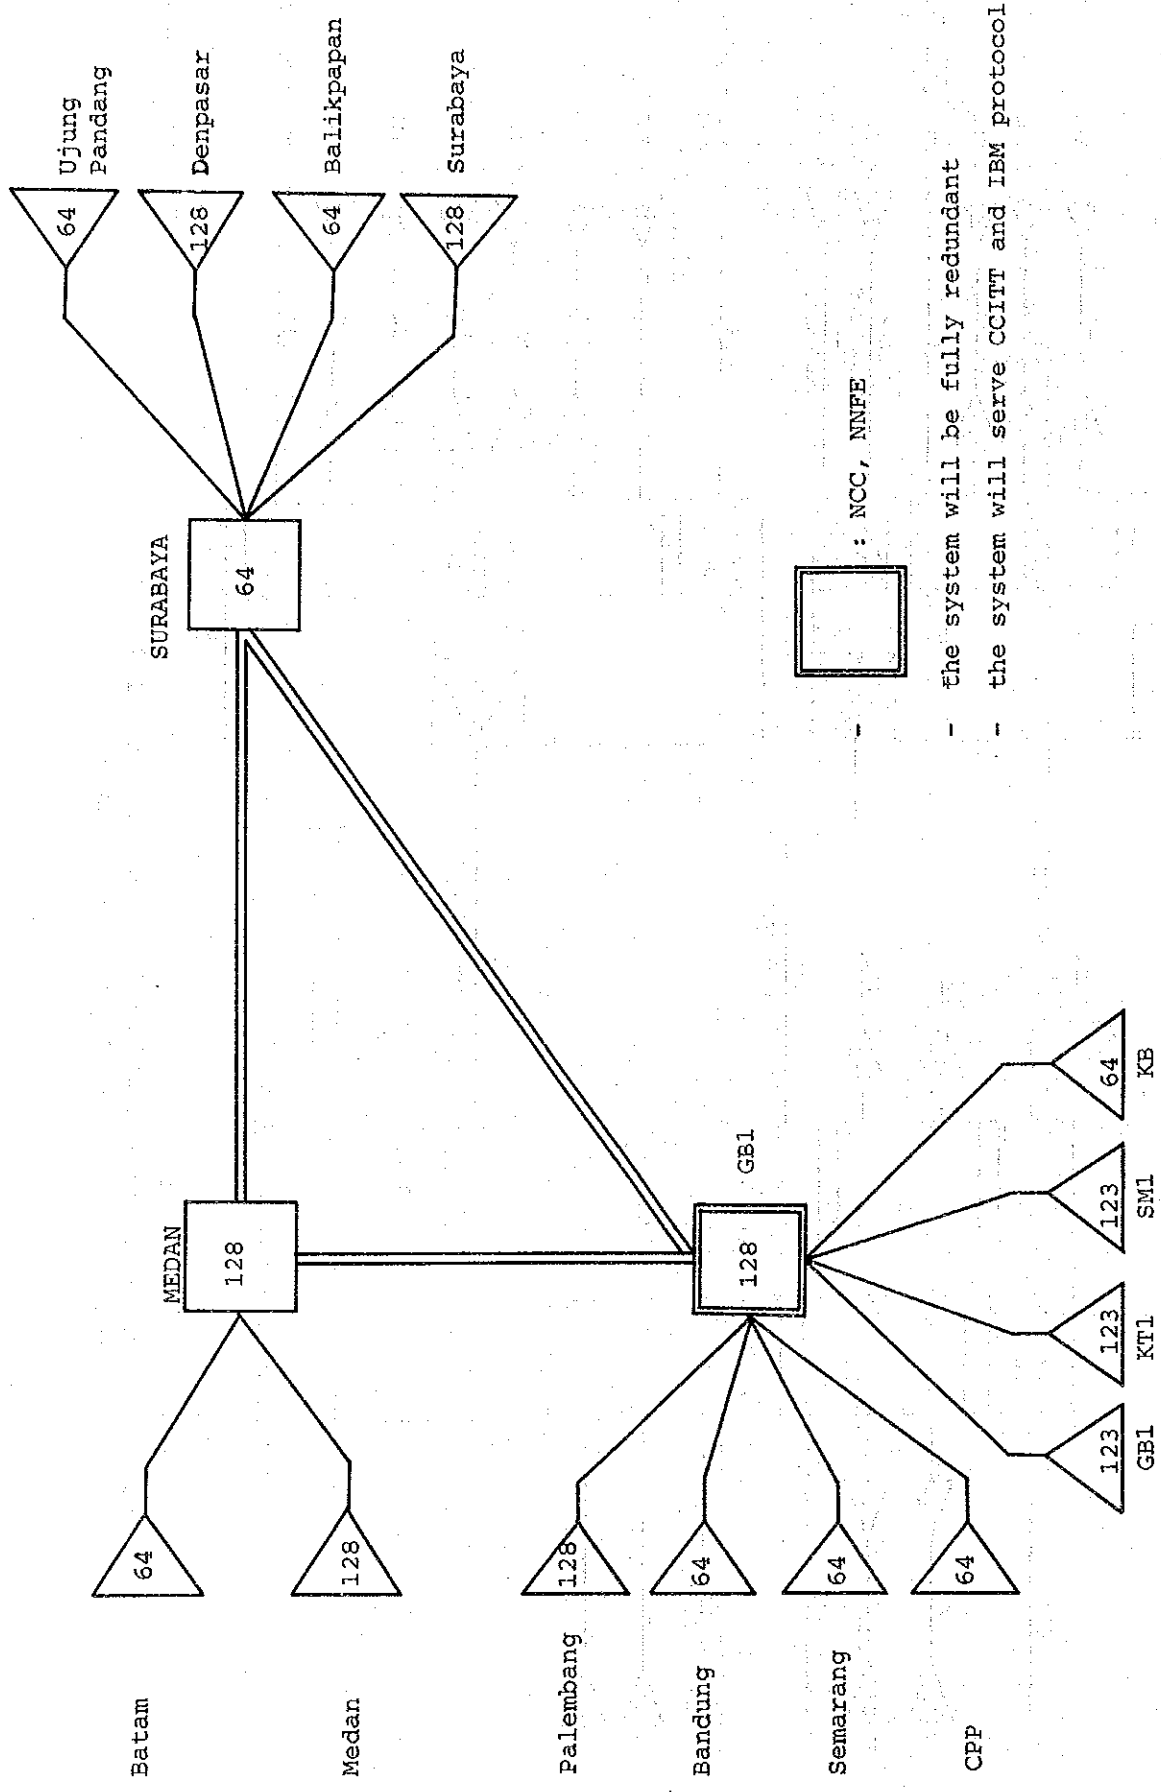 Batam
64
Medan
128
MEDAN
128
SURABAYA
64
64
Ujung
Pandang
128
Denpasar
64
Balikpapan
128
Surabaya
Palembang
128
Bandung
64
Semarang
64
CPP
64
128
GB1
123
GB1
123
KT1
123
SM1
64
KB
- : NCC, NNFE
- the system will be fully redundant
- the system will serve CCITT and IBM protocol